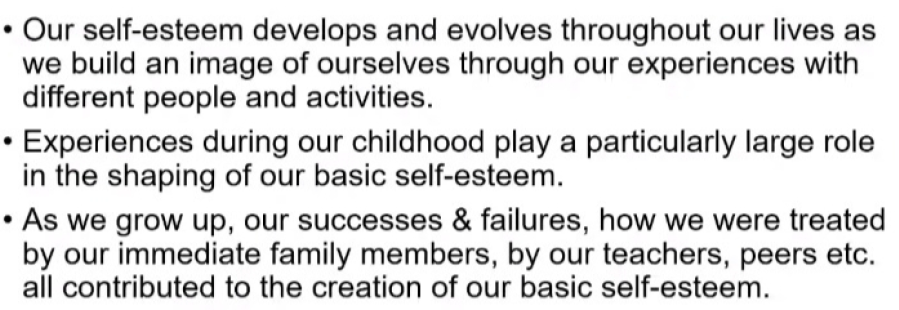 • Our self-esteem develops and evolves throughout our lives as
we build an image of ourselves through our experiences with
different people and activities.
• Experiences during our childhood play a particularly large role
in the shaping of our basic self-esteem.
• As we grow up, our successes & failures, how we were treated
by our immediate family members, by our teachers, peers etc.
all contributed to the creation of our basic self-esteem.